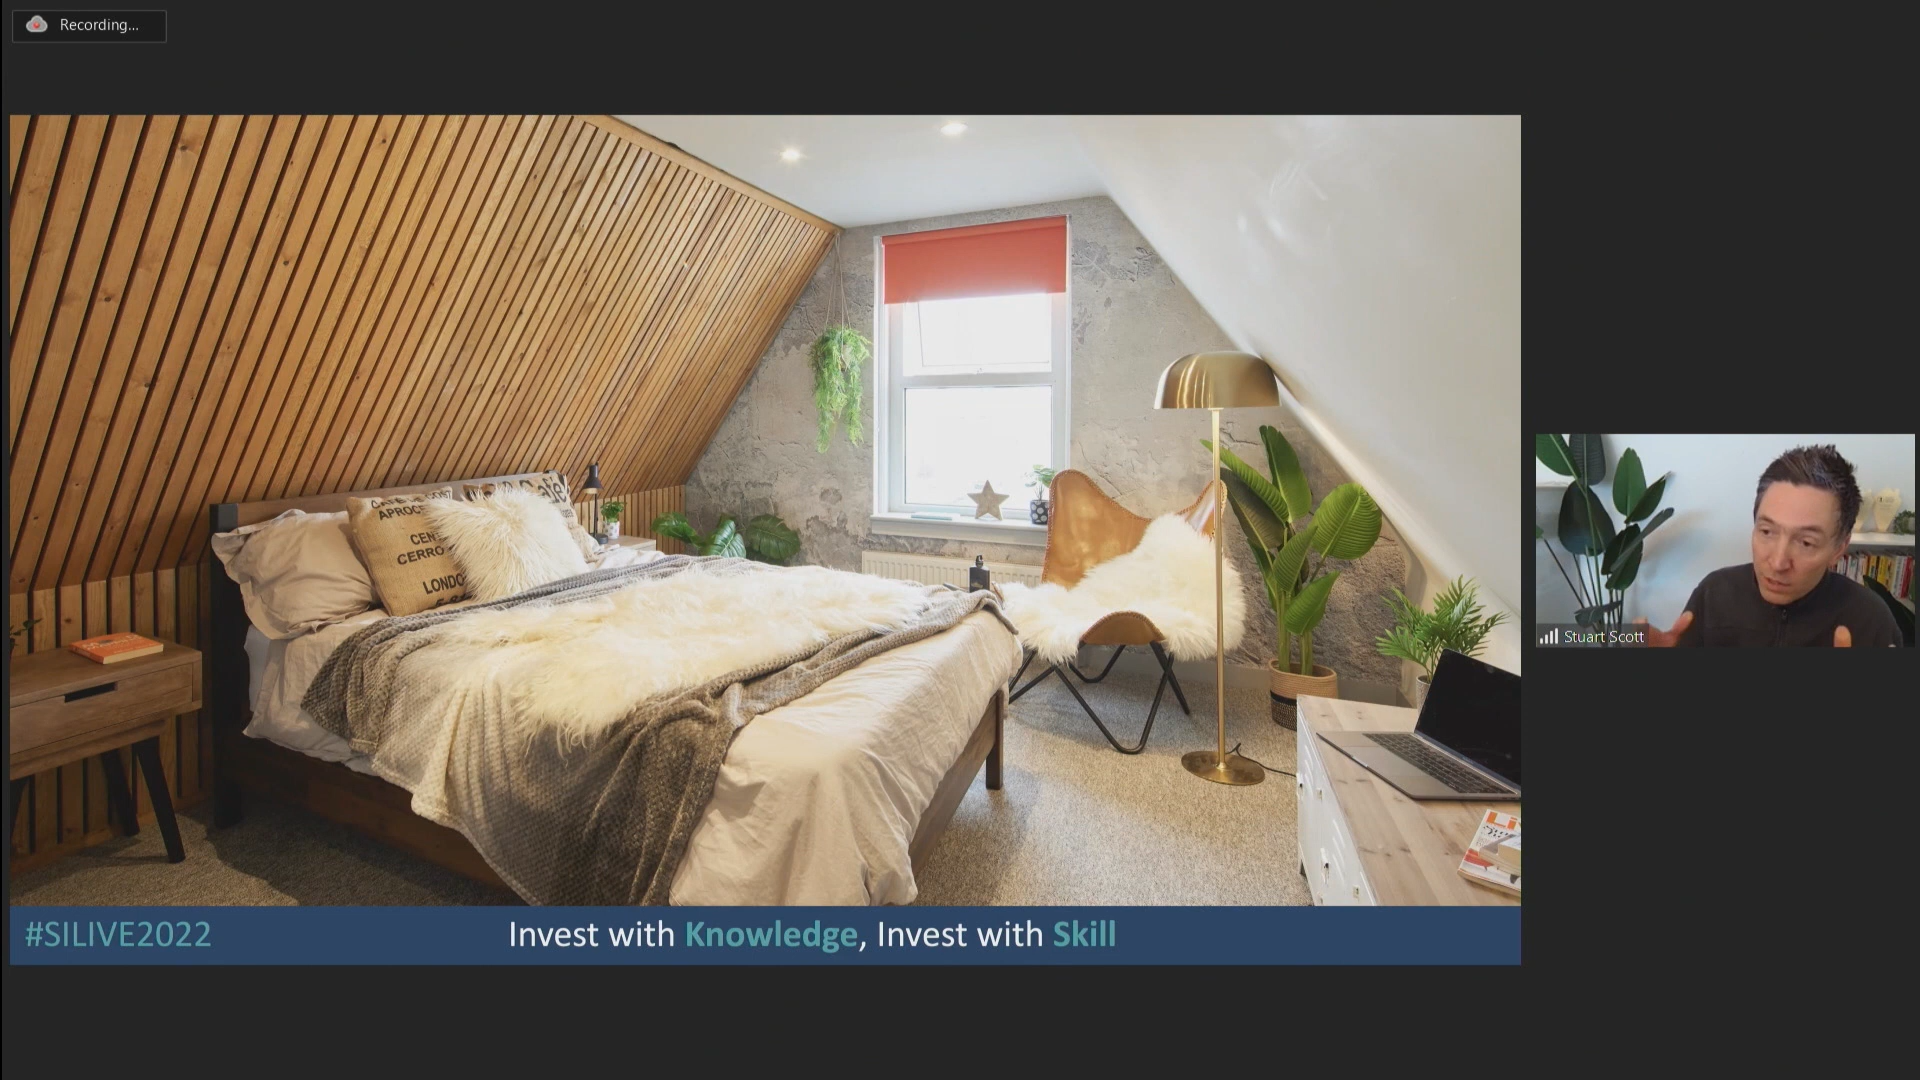 Recording...
APROC
CEN
CERRO
LONDO
Stuart Scott
#SILIVE2022
Invest with Knowledge, Invest with Skill